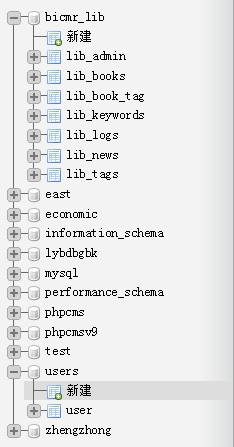 bicmr_lib
新建
lib_admin
lib_books
lib_book_tag
lib_keywords
lib_logs
lib_news
lib_tags
east
economic
information_schema
lybdbgbk
mysql
performance_schema
phpcms
phpcmsv9
test
users
新建
user
zhengzhong